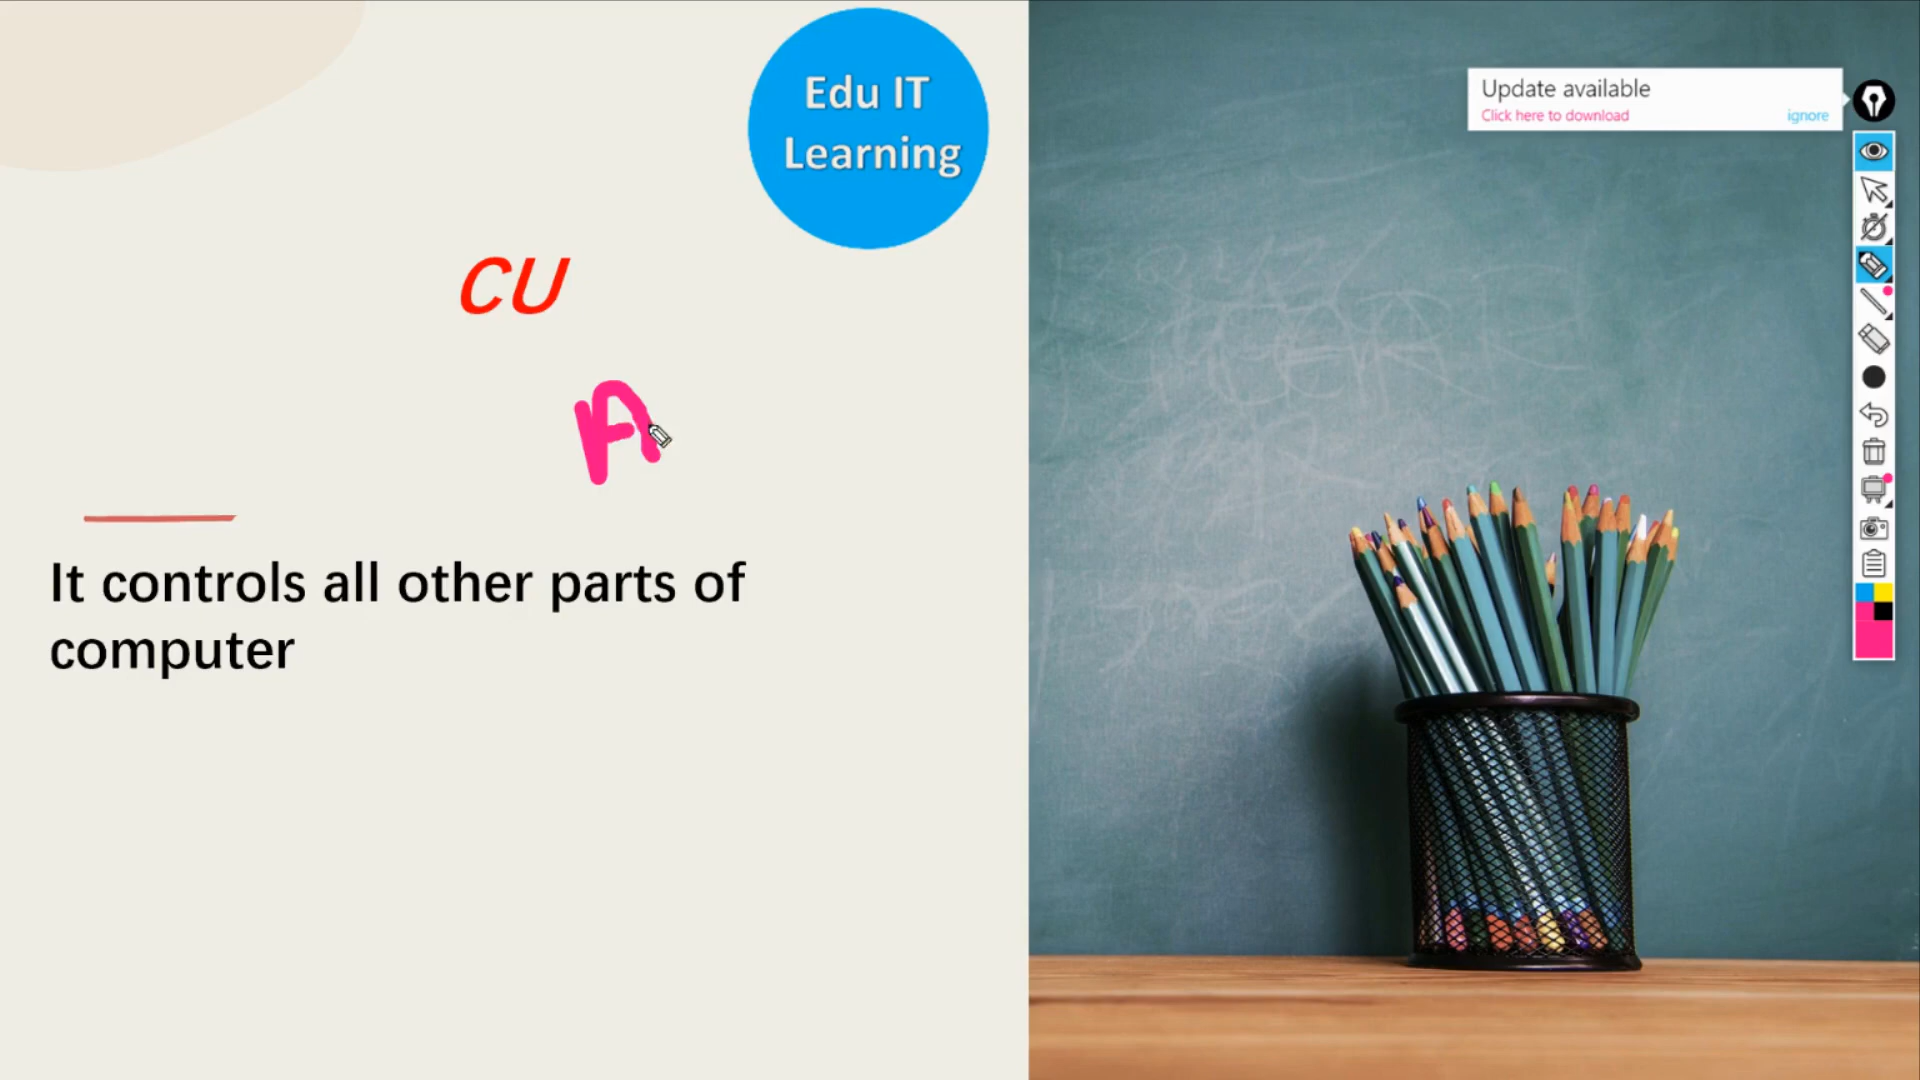 Edu IT
Learning
Update available
Click here to download
ignore
CU
A
It controls all other parts of
computer